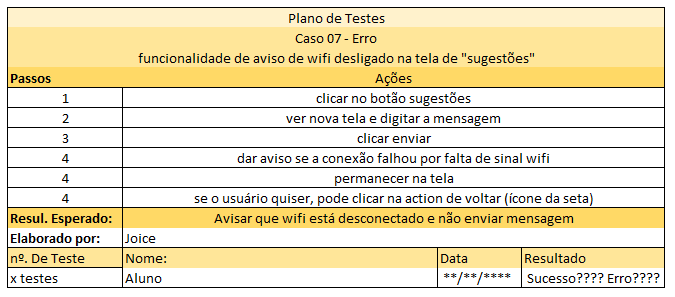 Plano de Testes
Caso 07 - Erro
funcionalidade de aviso de wifi desligado na tela de "sugestões"
Passos Ações
1 clicar no botão sugestões
2 ver nova tela e digitar a mensagem
3 clicar enviar
4 dar aviso se a conexão falhou por falta de sinal wifi
4 permanecer na tela
4 se o usuário quiser, pode clicar na action de voltar (ícone da seta)
Resul. Esperado: Avisar que wifi está desconectado e não enviar mensagem
Elaborado por: Joice
nº. De Teste Nome: Data Resultado
x testes Aluno **/**/**** Sucesso???? Erro????